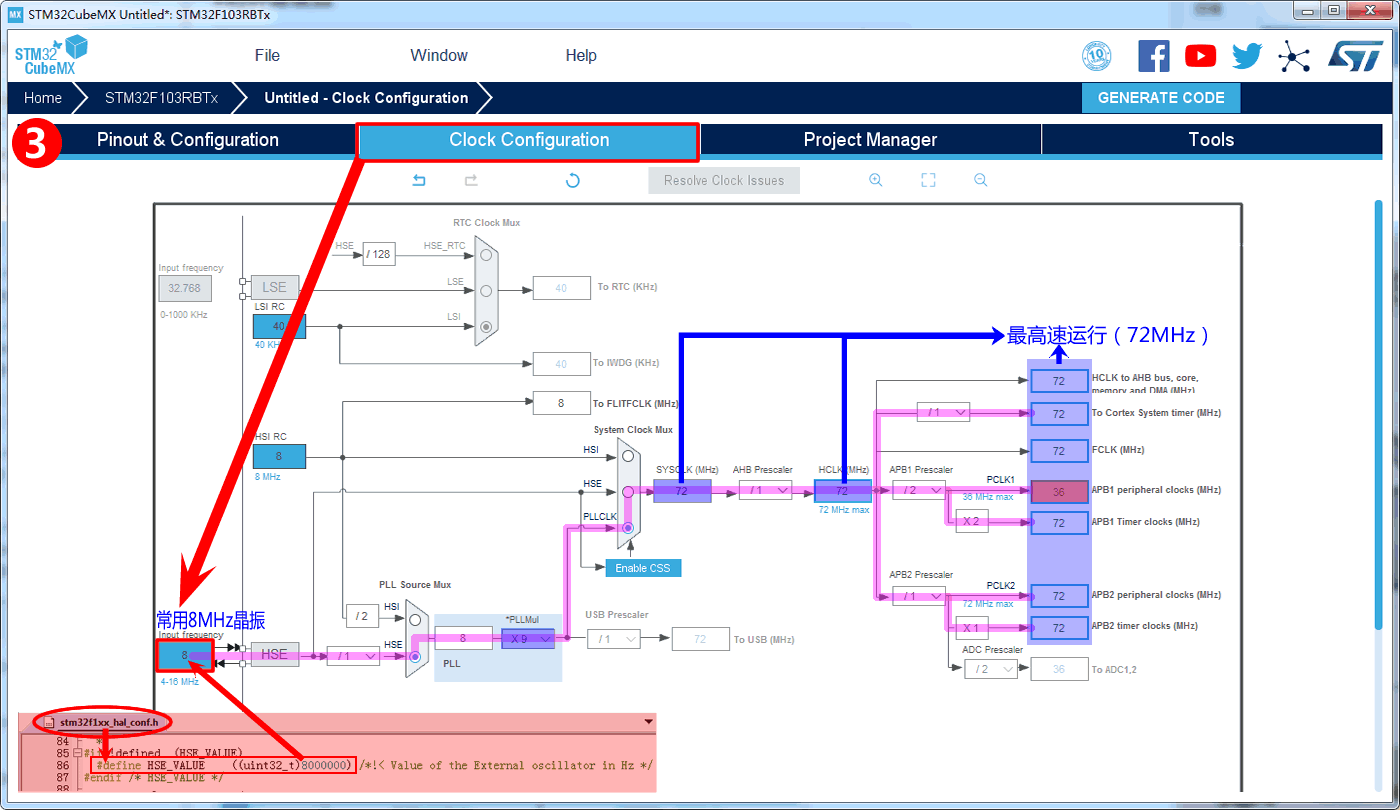 MX STM32CubeMX Untitled*: STM32F103RBTx
STM32
CubeMX
File
Window
Help
10
ST
Home
STM32F103RBTx
Untitled - Clock Configuration
GENERATE CODE
3
Pinout & Configuration
Clock Configuration
Project Manager
Tools
Resolve Clock Issues
RTC Clock Mux
HSE
/ 128
HSE_RTC
Input frequency
32.768
0-1000 KHz
LSE
LSE
40
To RTC (KHz)
LSI RC
40
40 KH
LSI
40
To IWDG (KHz)
最高速运行（72MHz）
8
To FLITFCLK (MHz)
72
HCLK to AHB bus, core,
memory and DMA (MHz)
/ 1
72
To Cortex System timer (MHz)
System Clock Mux
HSI RC
8
8 MHz
HSI
72
FCLK (MHz)
HSE
SYSCLK (MHz)
72
AHB Prescaler
/ 1
HCLK (MHz)
72
72 MHz max
APB1 Prescaler
/ 2
PCLK1
36 MHz max
36
APB1 peripheral clocks (MHz)
PLLCLK
X 2
72
APB1 Timer clocks (MHz)
Enable CSS
APB2 Prescaler
/ 1
PCLK2
72 MHz max
72
APB2 peripheral clocks (MHz)
PLL Source Mux
/ 2
HSI
常用8MHz晶振
Input frequency
8
4-16 MHz
HSE
/ 1
HSE
*PLLMul
8
X 9
PLL
USB Prescaler
/ 1
72
To USB (MHz)
X 1
72
APB2 timer clocks (MHz)
ADC Prescaler
/ 2
36
To ADC1,2
stm32f1xx_hal_conf.h
84 *
85 #if !defined (HSE_VALUE)
86 #define HSE_VALUE ((uint32_t)8000000) /*!< Value of the External oscillator in Hz */
87 #endif /* HSE_VALUE */
88